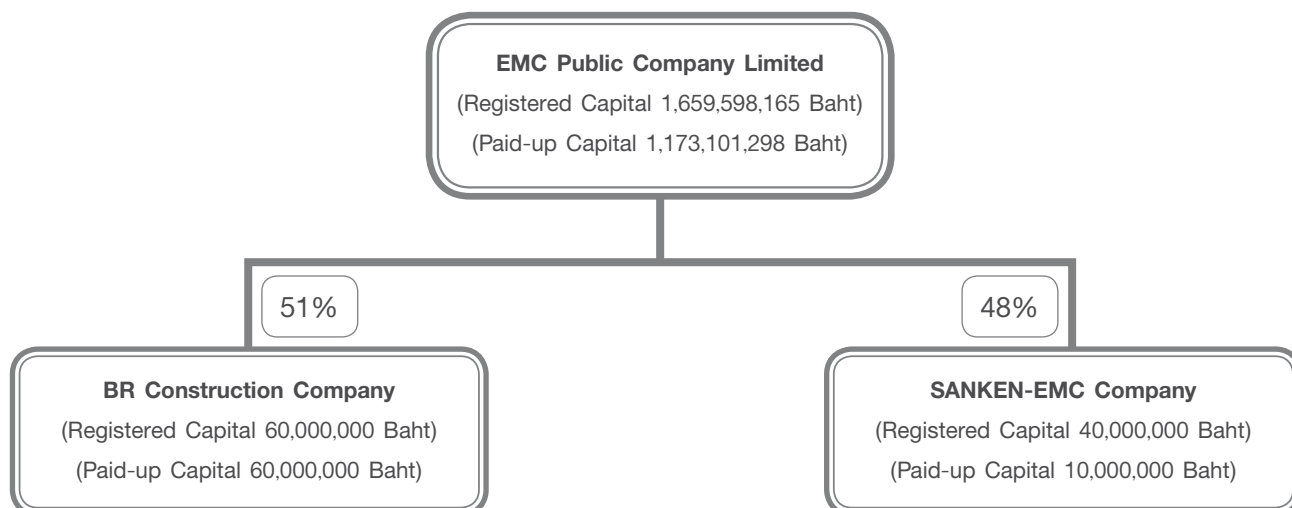 EMC Public Company Limited
(Registered Capital 1,659,598,165 Baht)
(Paid-up Capital 1,173,101,298 Baht)
51%
48%
BR Construction Company
(Registered Capital 60,000,000 Baht)
(Paid-up Capital 60,000,000 Baht)
SANKEN-EMC Company
(Registered Capital 40,000,000 Baht)
(Paid-up Capital 10,000,000 Baht)